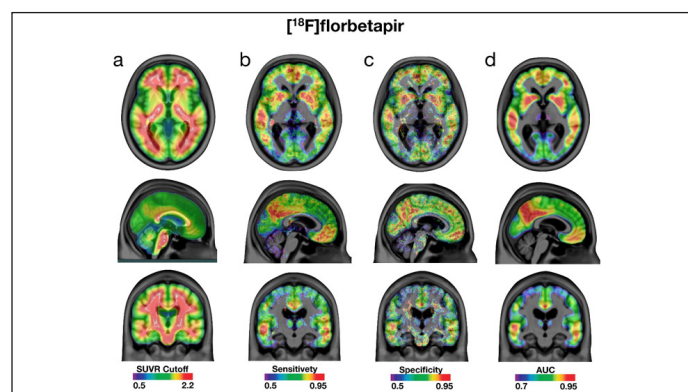 [¹⁸F]florbetapir
a b c d
SUVR Cutoff Sensitivety Specificity AUC
0.5 2.2 0.5 0.95 0.5 0.95 0.7 0.95